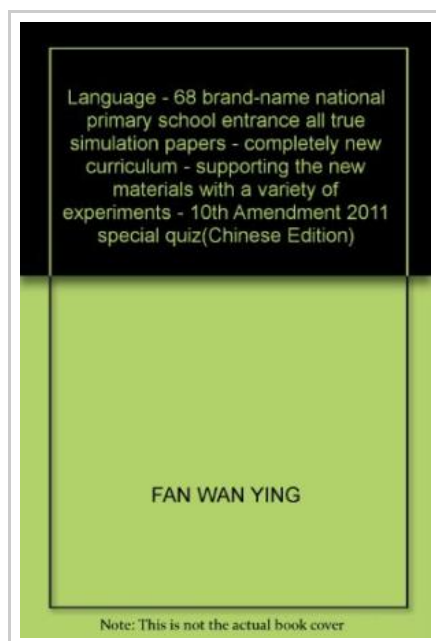 Language - 68 brand-name national
primary school entrance all true
simulation papers - completely new
curriculum - supporting the new
materials with a variety of
experiments - 10th Amendment 2011
special quiz(Chinese Edition)
FAN WAN YING
Note: This is not the actual book cover